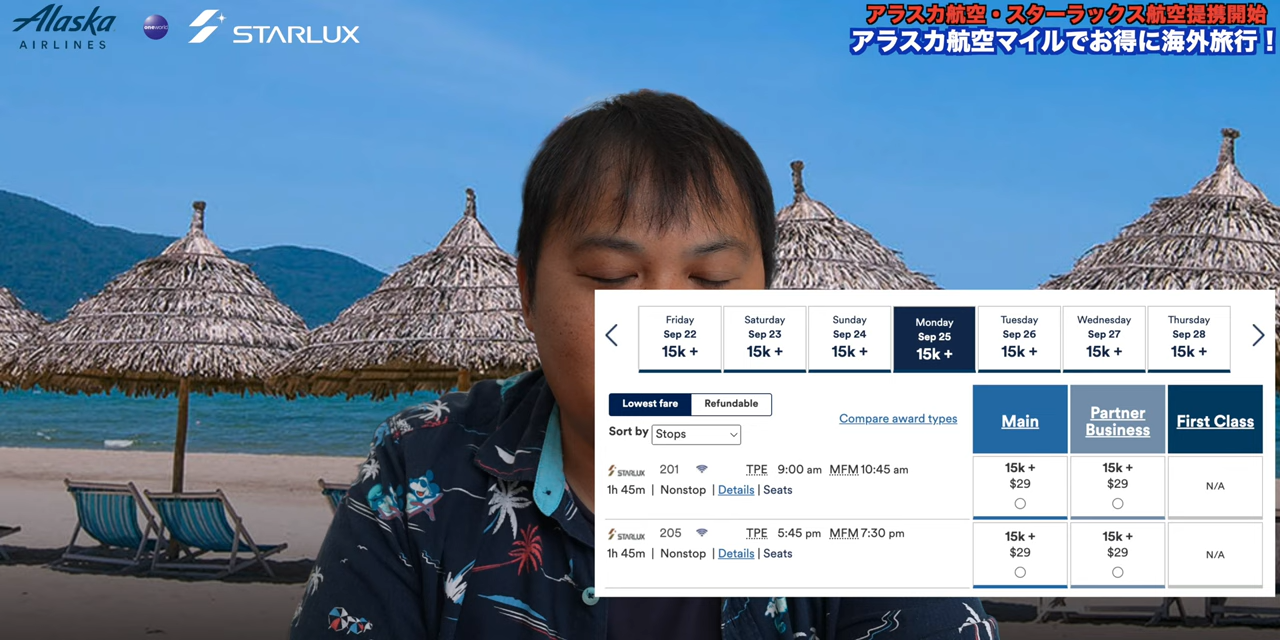 Alaska
AIRLINES
oneworld
STARLUX
アラスカ航空・スターラックス航空提携開始
アラスカ航空マイルでお得に海外旅行！
Friday
Sep 22
15k +
Saturday
Sep 23
15k +
Sunday
Sep 24
15k +
Monday
Sep 25
15k +
Tuesday
Sep 26
15k +
Wednesday
Sep 27
15k +
Thursday
Sep 28
15k +
Lowest fare
Refundable
Sort by Stops
Compare award types
Main
Partner
Business
First Class
STARLUX 201 TPE 9:00 am MFM 10:45 am
1h 45m | Nonstop | Details | Seats
15k +
$29
15k +
$29
N/A
STARLUX 205 TPE 5:45 pm MFM 7:30 pm
1h 45m | Nonstop | Details | Seats
15k +
$29
15k +
$29
N/A